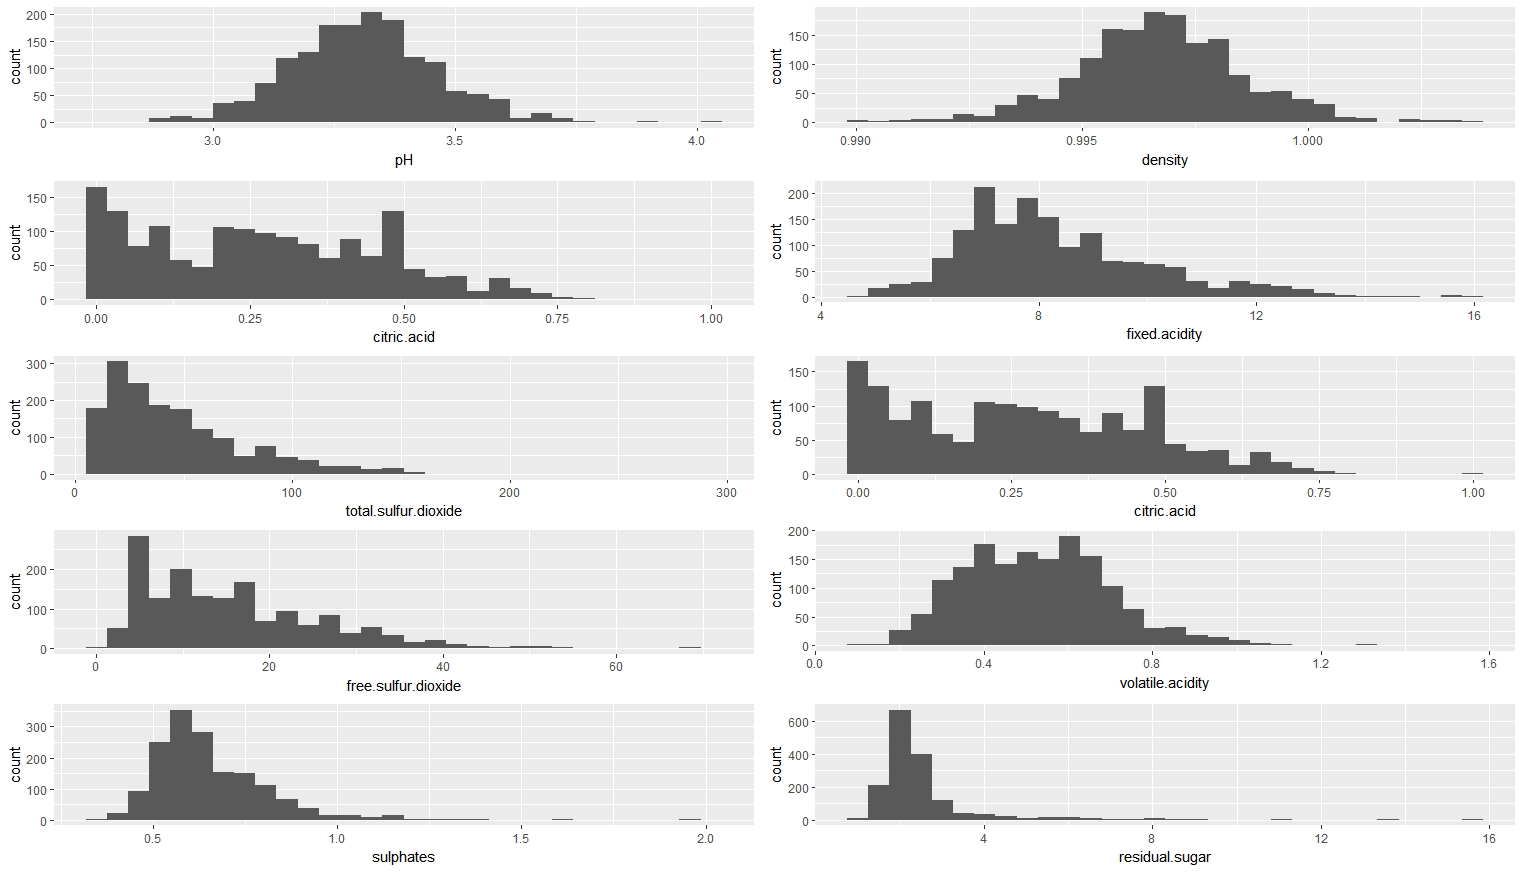 200
150
100
50
0
count
3.0 3.5 4.0
pH
150
100
50
0
count
0.990 0.995 1.000
density
150
100
50
0
count
0.00 0.25 0.50 0.75 1.00
citric.acid
200
150
100
50
0
count
4 8 12 16
fixed.acidity
300
200
100
0
count
0 100 200 300
total.sulfur.dioxide
150
100
50
0
count
0.00 0.25 0.50 0.75 1.00
citric.acid
200
100
0
count
0 20 40 60
free.sulfur.dioxide
200
150
100
50
0
count
0.0 0.4 0.8 1.2 1.6
volatile.acidity
300
200
100
0
count
0.5 1.0 1.5 2.0
sulphates
600
400
200
0
count
4 8 12 16
residual.sugar